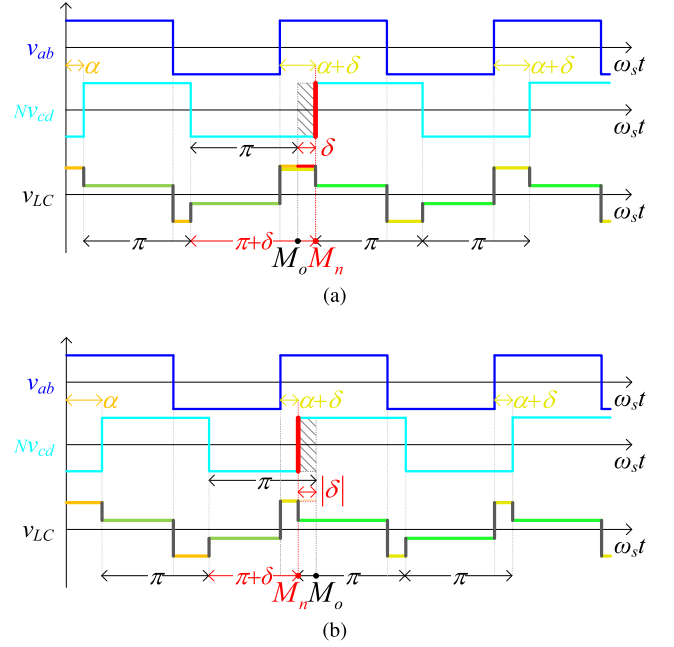 v_ab
α α+δ α+δ ω_s t
Nv_cd ω_s t
π δ
v_LC ω_s t
π π+δ π π
M_o M_n
(a)
v_ab
α α+δ α+δ ω_s t
Nv_cd ω_s t
π |δ|
v_LC ω_s t
π π+δ π π
M_n M_o
(b)